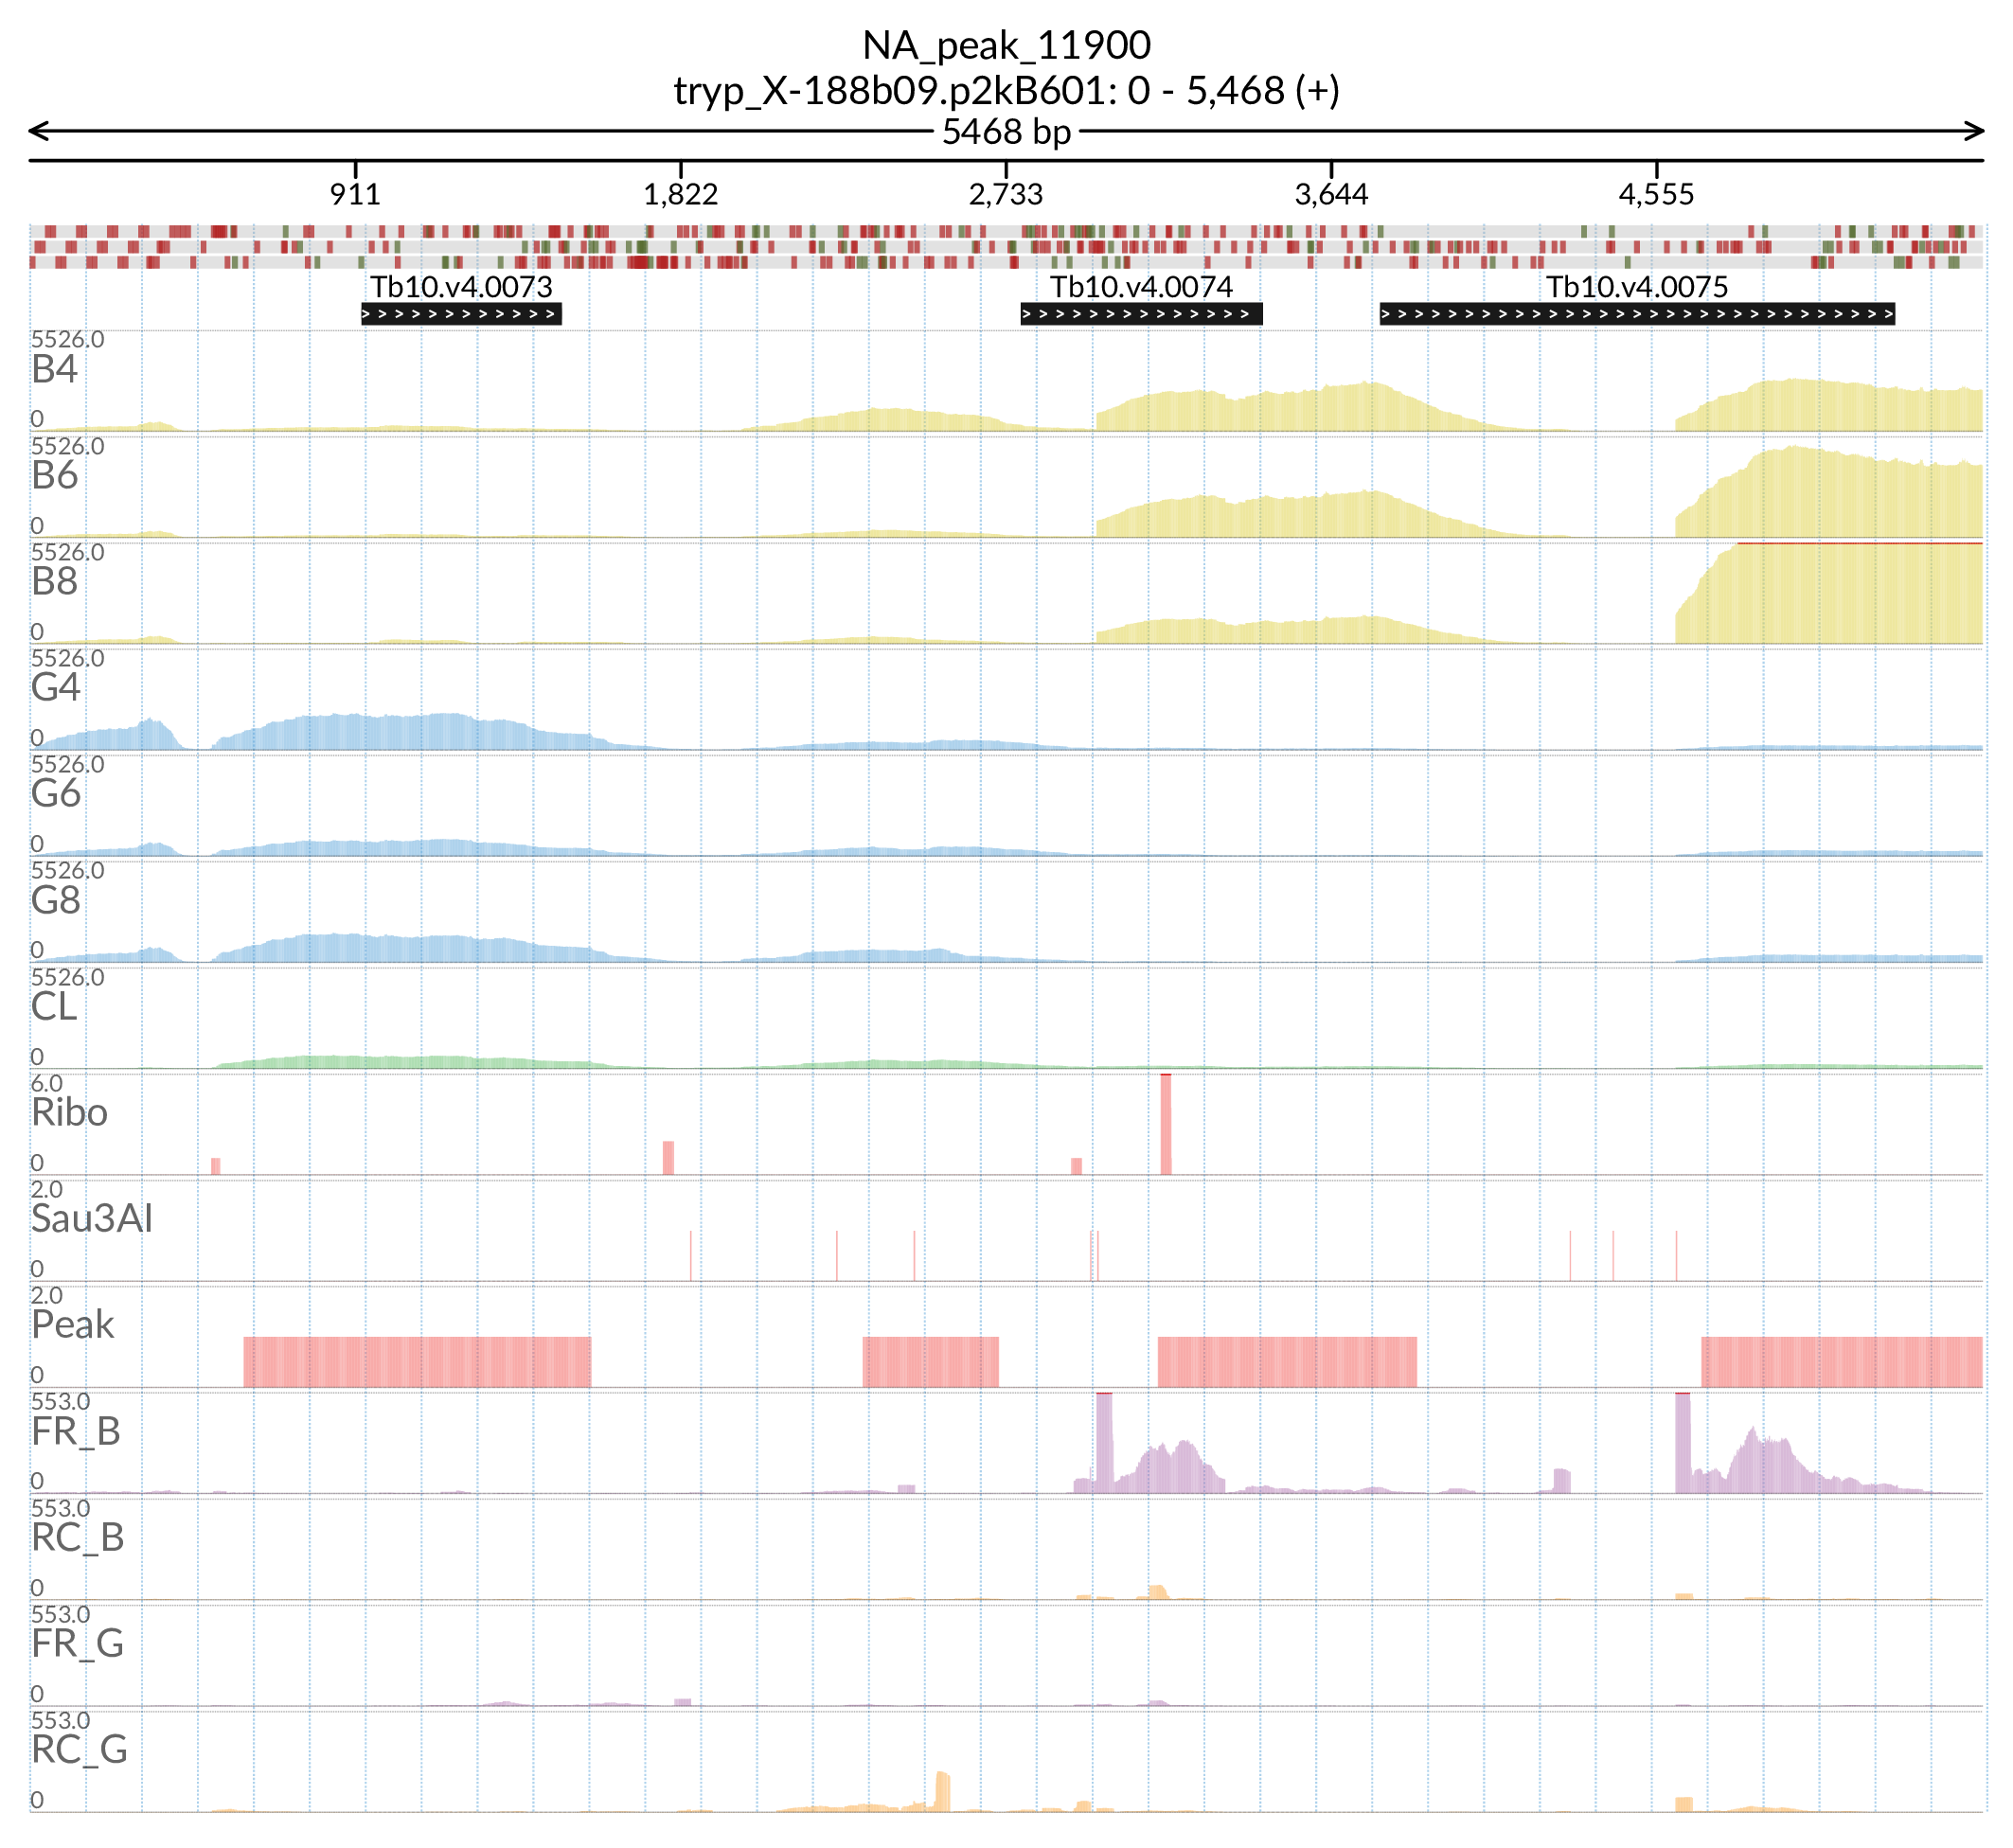 NA_peak_11900
tryp_X-188b09.p2kB601: 0 - 5,468 (+)
5468 bp
911 1,822 2,733 3,644 4,555
Tb10.v4.0073 Tb10.v4.0074 Tb10.v4.0075
5526.0
B4
0
5526.0
B6
0
5526.0
B8
0
5526.0
G4
0
5526.0
G6
0
5526.0
G8
0
5526.0
CL
0
6.0
Ribo
0
2.0
Sau3AI
0
2.0
Peak
0
553.0
FR_B
0
553.0
RC_B
0
553.0
FR_G
0
553.0
RC_G
0